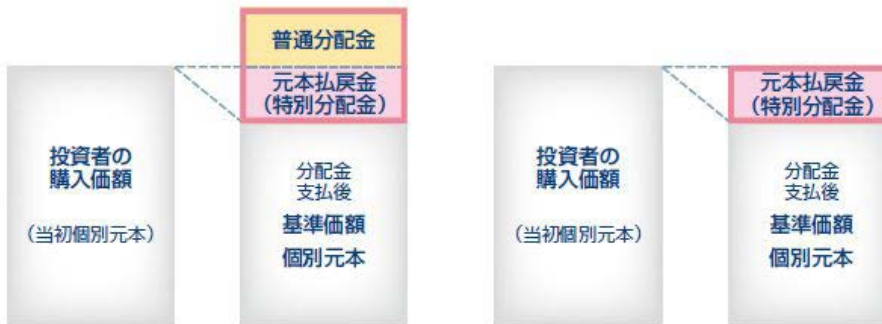 普通分配金
元本払戻金
(特別分配金)
投資者の
購入価額
(当初個別元本)
分配金
支払後
基準価額
個別元本
元本払戻金
(特別分配金)
投資者の
購入価額
(当初個別元本)
分配金
支払後
基準価額
個別元本